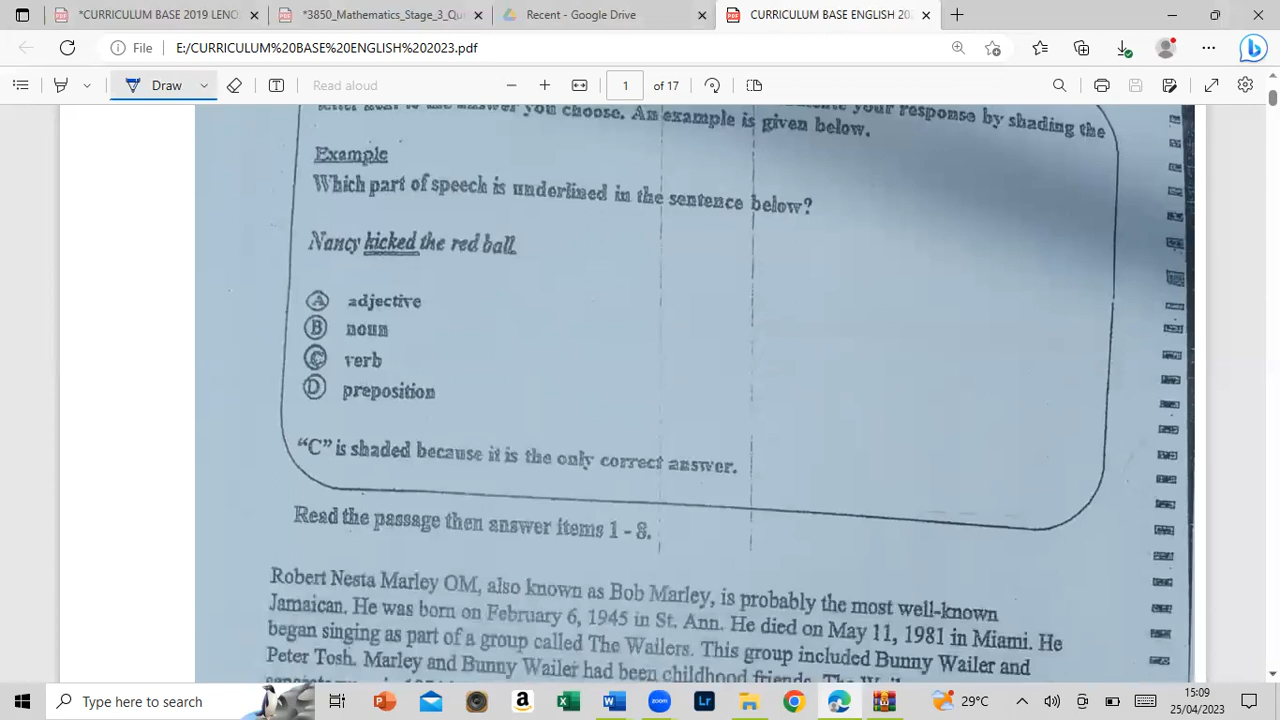 *CURRICULUM BASE 2019 LENG
*3850_Mathematics_Stage_3_Qu
Recent - Google Drive
CURRICULUM BASE ENGLISH 202
File E:/CURRICULUM%20BASE%20ENGLISH%202023.pdf
Draw
Read aloud
1 of 17
your response by shading the
you choose. An example is given below.
Example
Which part of speech is underlined in the sentence below?
Nancy kicked the red ball.
A adjective
B noun
C verb
D preposition
“C” is shaded because it is the only correct answer.
Read the passage then answer items 1 - 8.
Robert Nesta Marley OM, also known as Bob Marley, is probably the most well-known
Jamaican. He was born on February 6, 1945 in St. Ann. He died on May 11, 1981 in Miami. He
began singing as part of a group called The Wailers. This group included Bunny Wailer and
Peter Tosh. Marley and Bunny Wailer had been childhood friends. The
Type here to search
a
zoom
Lr
29°C
15:09
25/04/2023